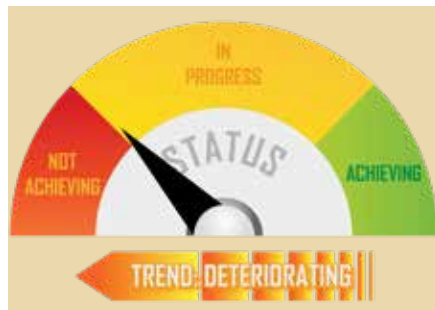 IN
PROGRESS
NOT
ACHIEVING
STATUS
ACHIEVING
TREND: DETERIORATING